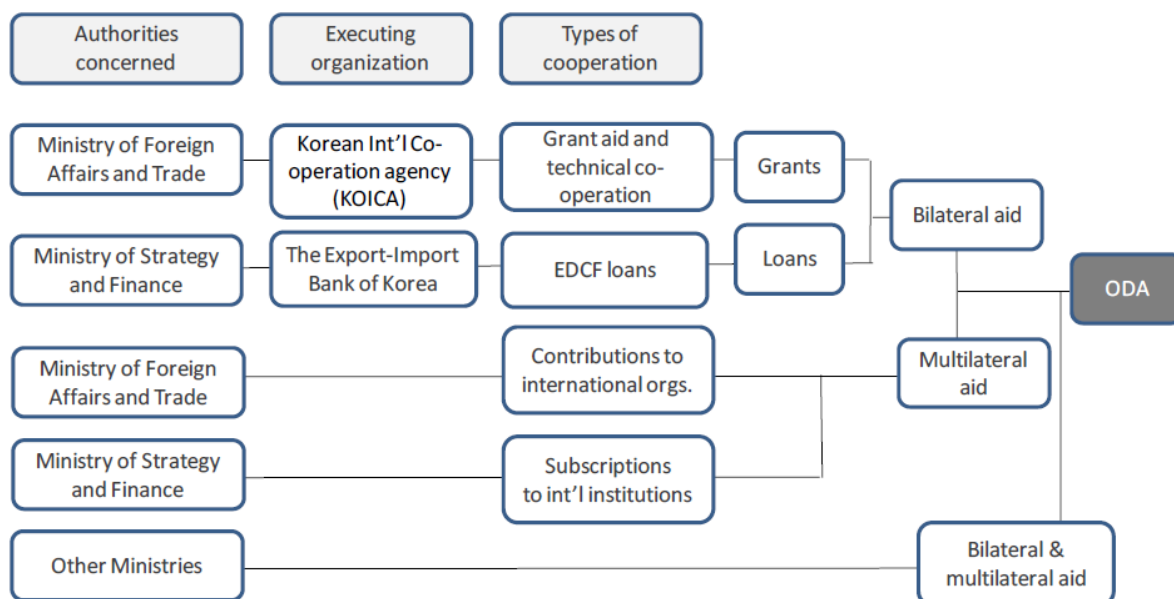 Authorities
concerned
Executing
organization
Types of
cooperation
Ministry of Foreign
Affairs and Trade
Korean Int'l Co-
operation agency
(KOICA)
Grant aid and
technical co-
operation
Grants
Bilateral aid
Ministry of Strategy
and Finance
The Export-Import
Bank of Korea
EDCF loans
Loans
ODA
Ministry of Foreign
Affairs and Trade
Contributions to
international orgs.
Multilateral
aid
Ministry of Strategy
and Finance
Subscriptions
to int'l institutions
Other Ministries
Bilateral &
multilateral aid